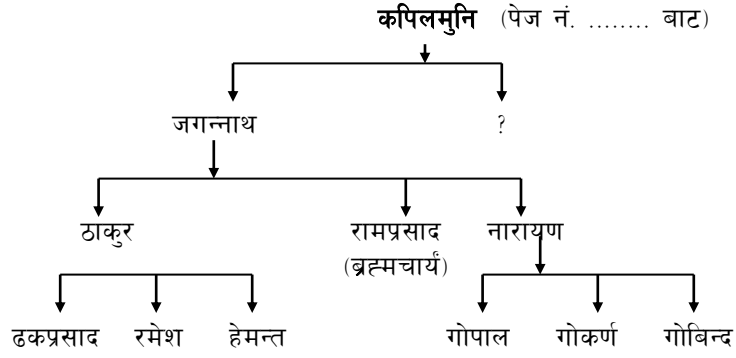 कपिलमुनि (पेज नं. ........ बाट)
जगन्नाथ ?
ठाकुर रामप्रसाद नारायण
(ब्रह्मचार्यं)
ढकप्रसाद रमेश हेमन्त गोपाल गोकर्ण गोबिन्द